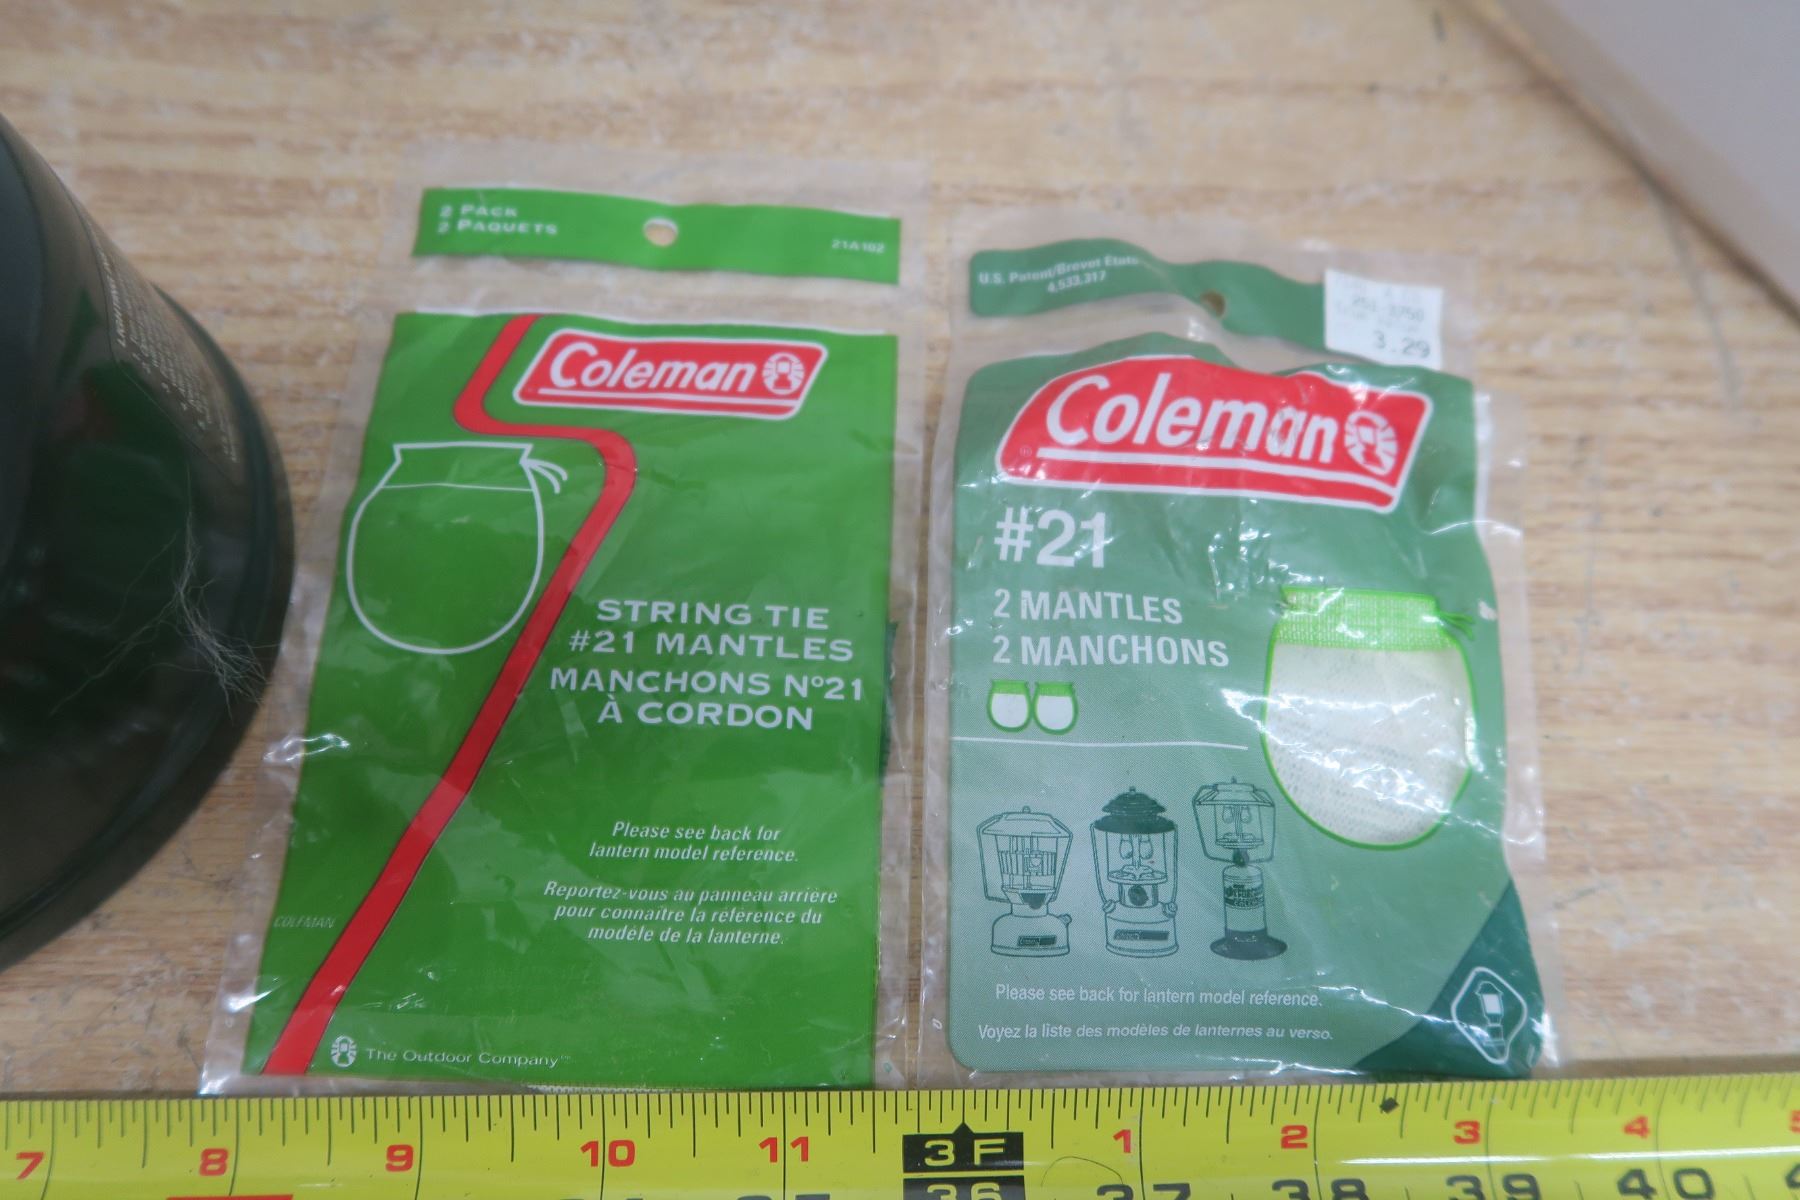 2 PACK
2 PAQUETS
21A102
Coleman
STRING TIE
#21 MANTLES
MANCHONS Nº21
À CORDON
Please see back for
lantern model reference.
Reportez-vous au panneau arrière
pour connaître la référence du
modèle de la lanterne.
COLEMAN
The Outdoor Company™
U.S. Patent/Brevet États-
4,533,317
3.29
Coleman
#21
2 MANTLES
2 MANCHONS
Please see back for lantern model reference.
Voyez la liste des modèles de lanternes au verso.
7 8 9 10 11 3F 1 2 3 4 5
36 37 38 39 40